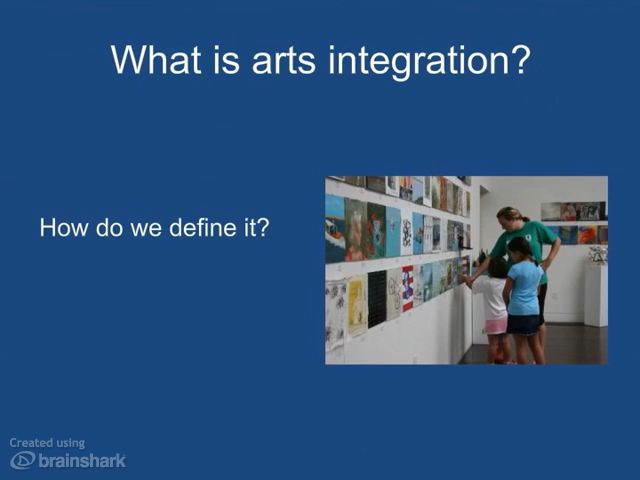 What is arts integration?
How do we define it?
Created using
brainshark